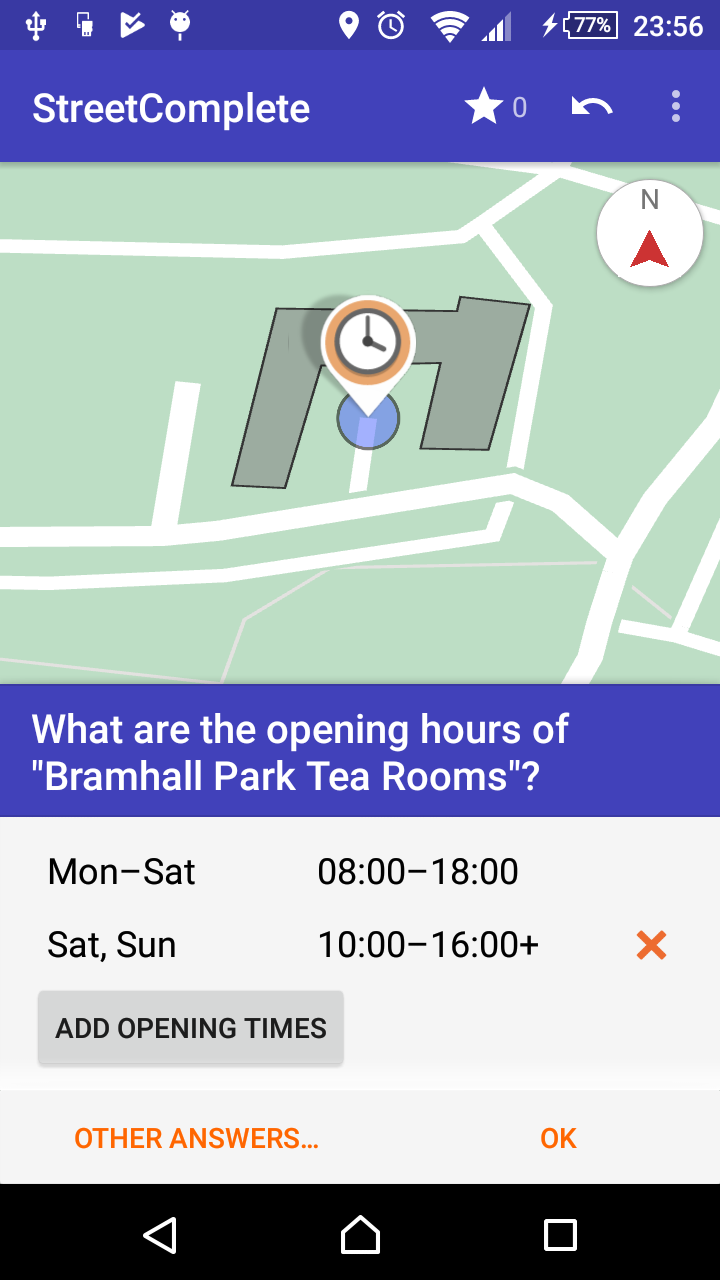 77% 23:56
StreetComplete 0
N
What are the opening hours of
"Bramhall Park Tea Rooms"?
Mon–Sat 08:00–18:00
Sat, Sun 10:00–16:00+
ADD OPENING TIMES
OTHER ANSWERS… OK